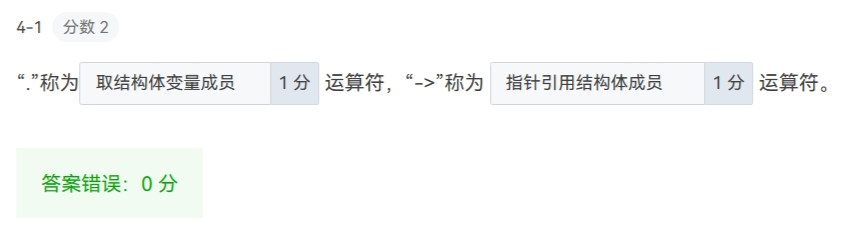 4-1 分数 2
“.”称为 取结构体变量成员 1 分 运算符，“->”称为 指针引用结构体成员 1 分 运算符。
答案错误：0 分